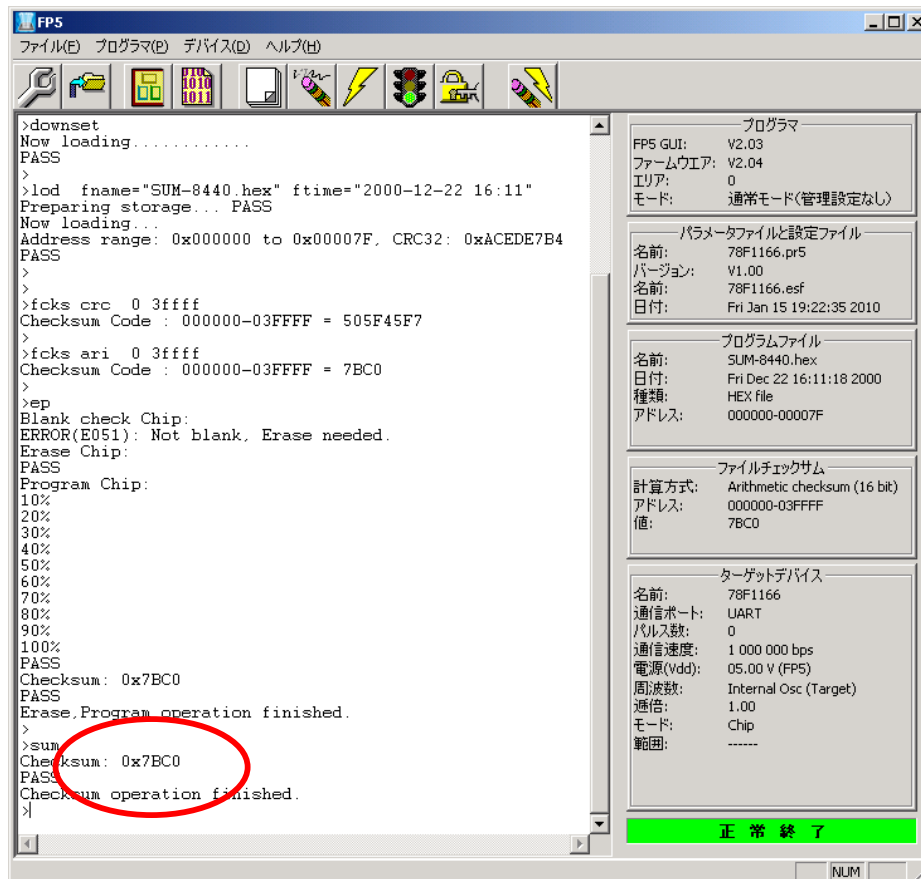 FP5
ファイル(F) プログラマ(P) デバイス(D) ヘルプ(H)
>downset
Now loading............
PASS
>
>lod fname="SUM-8440.hex" ftime="2000-12-22 16:11"
Preparing storage... PASS
Now loading...
Address range: 0x000000 to 0x00007F, CRC32: 0xACEDE7B4
PASS
>
>
>fcks crc 0 3ffff
Checksum Code : 000000-03FFFF = 505F45F7
>
>fcks ari 0 3ffff
Checksum Code : 000000-03FFFF = 7BC0
>
>ep
Blank check Chip:
ERROR(E051): Not blank, Erase needed.
Erase Chip:
PASS
Program Chip:
10%
20%
30%
40%
50%
60%
70%
80%
90%
100%
PASS
Checksum: 0x7BC0
PASS
Erase,Program operation finished.
>
>sum
Checksum: 0x7BC0
PASS
Checksum operation finished.
>
プログラマ
FP5 GUI: V2.03
ファームウエア: V2.04
エリア: 0
モード: 通常モード(管理設定なし)
パラメータファイルと設定ファイル
名前: 78F1166.pr5
バージョン: V1.00
名前: 78F1166.esf
日付: Fri Jan 15 19:22:35 2010
プログラムファイル
名前: SUM-8440.hex
日付: Fri Dec 22 16:11:18 2000
種類: HEX file
アドレス: 000000-00007F
ファイルチェックサム
計算方式: Arithmetic checksum (16 bit)
アドレス: 000000-03FFFF
値: 7BC0
ターゲットデバイス
名前: 78F1166
通信ポート: UART
パルス数: 0
通信速度: 1 000 000 bps
電源(Vdd): 05.00 V (FP5)
周波数: Internal Osc (Target)
逓倍: 1.00
モード: Chip
範囲: ------
正 常 終 了
NUM